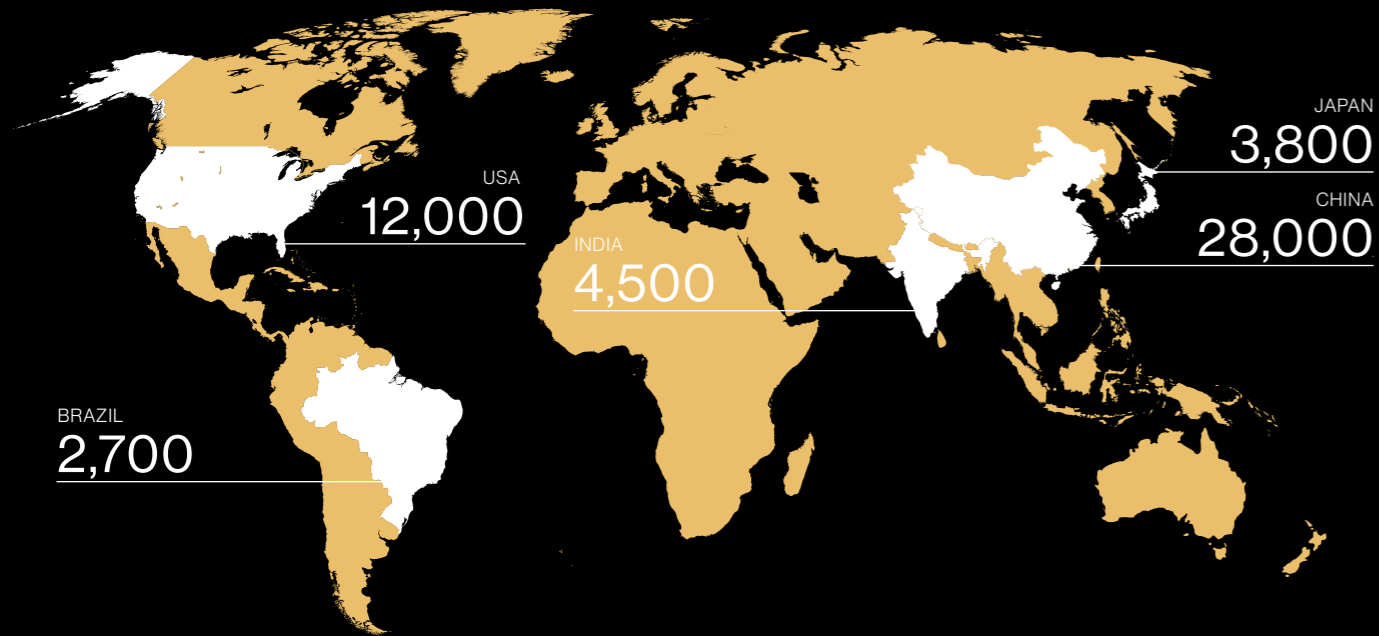 JAPAN
3,800
USA
12,000
CHINA
28,000
INDIA
4,500
BRAZIL
2,700